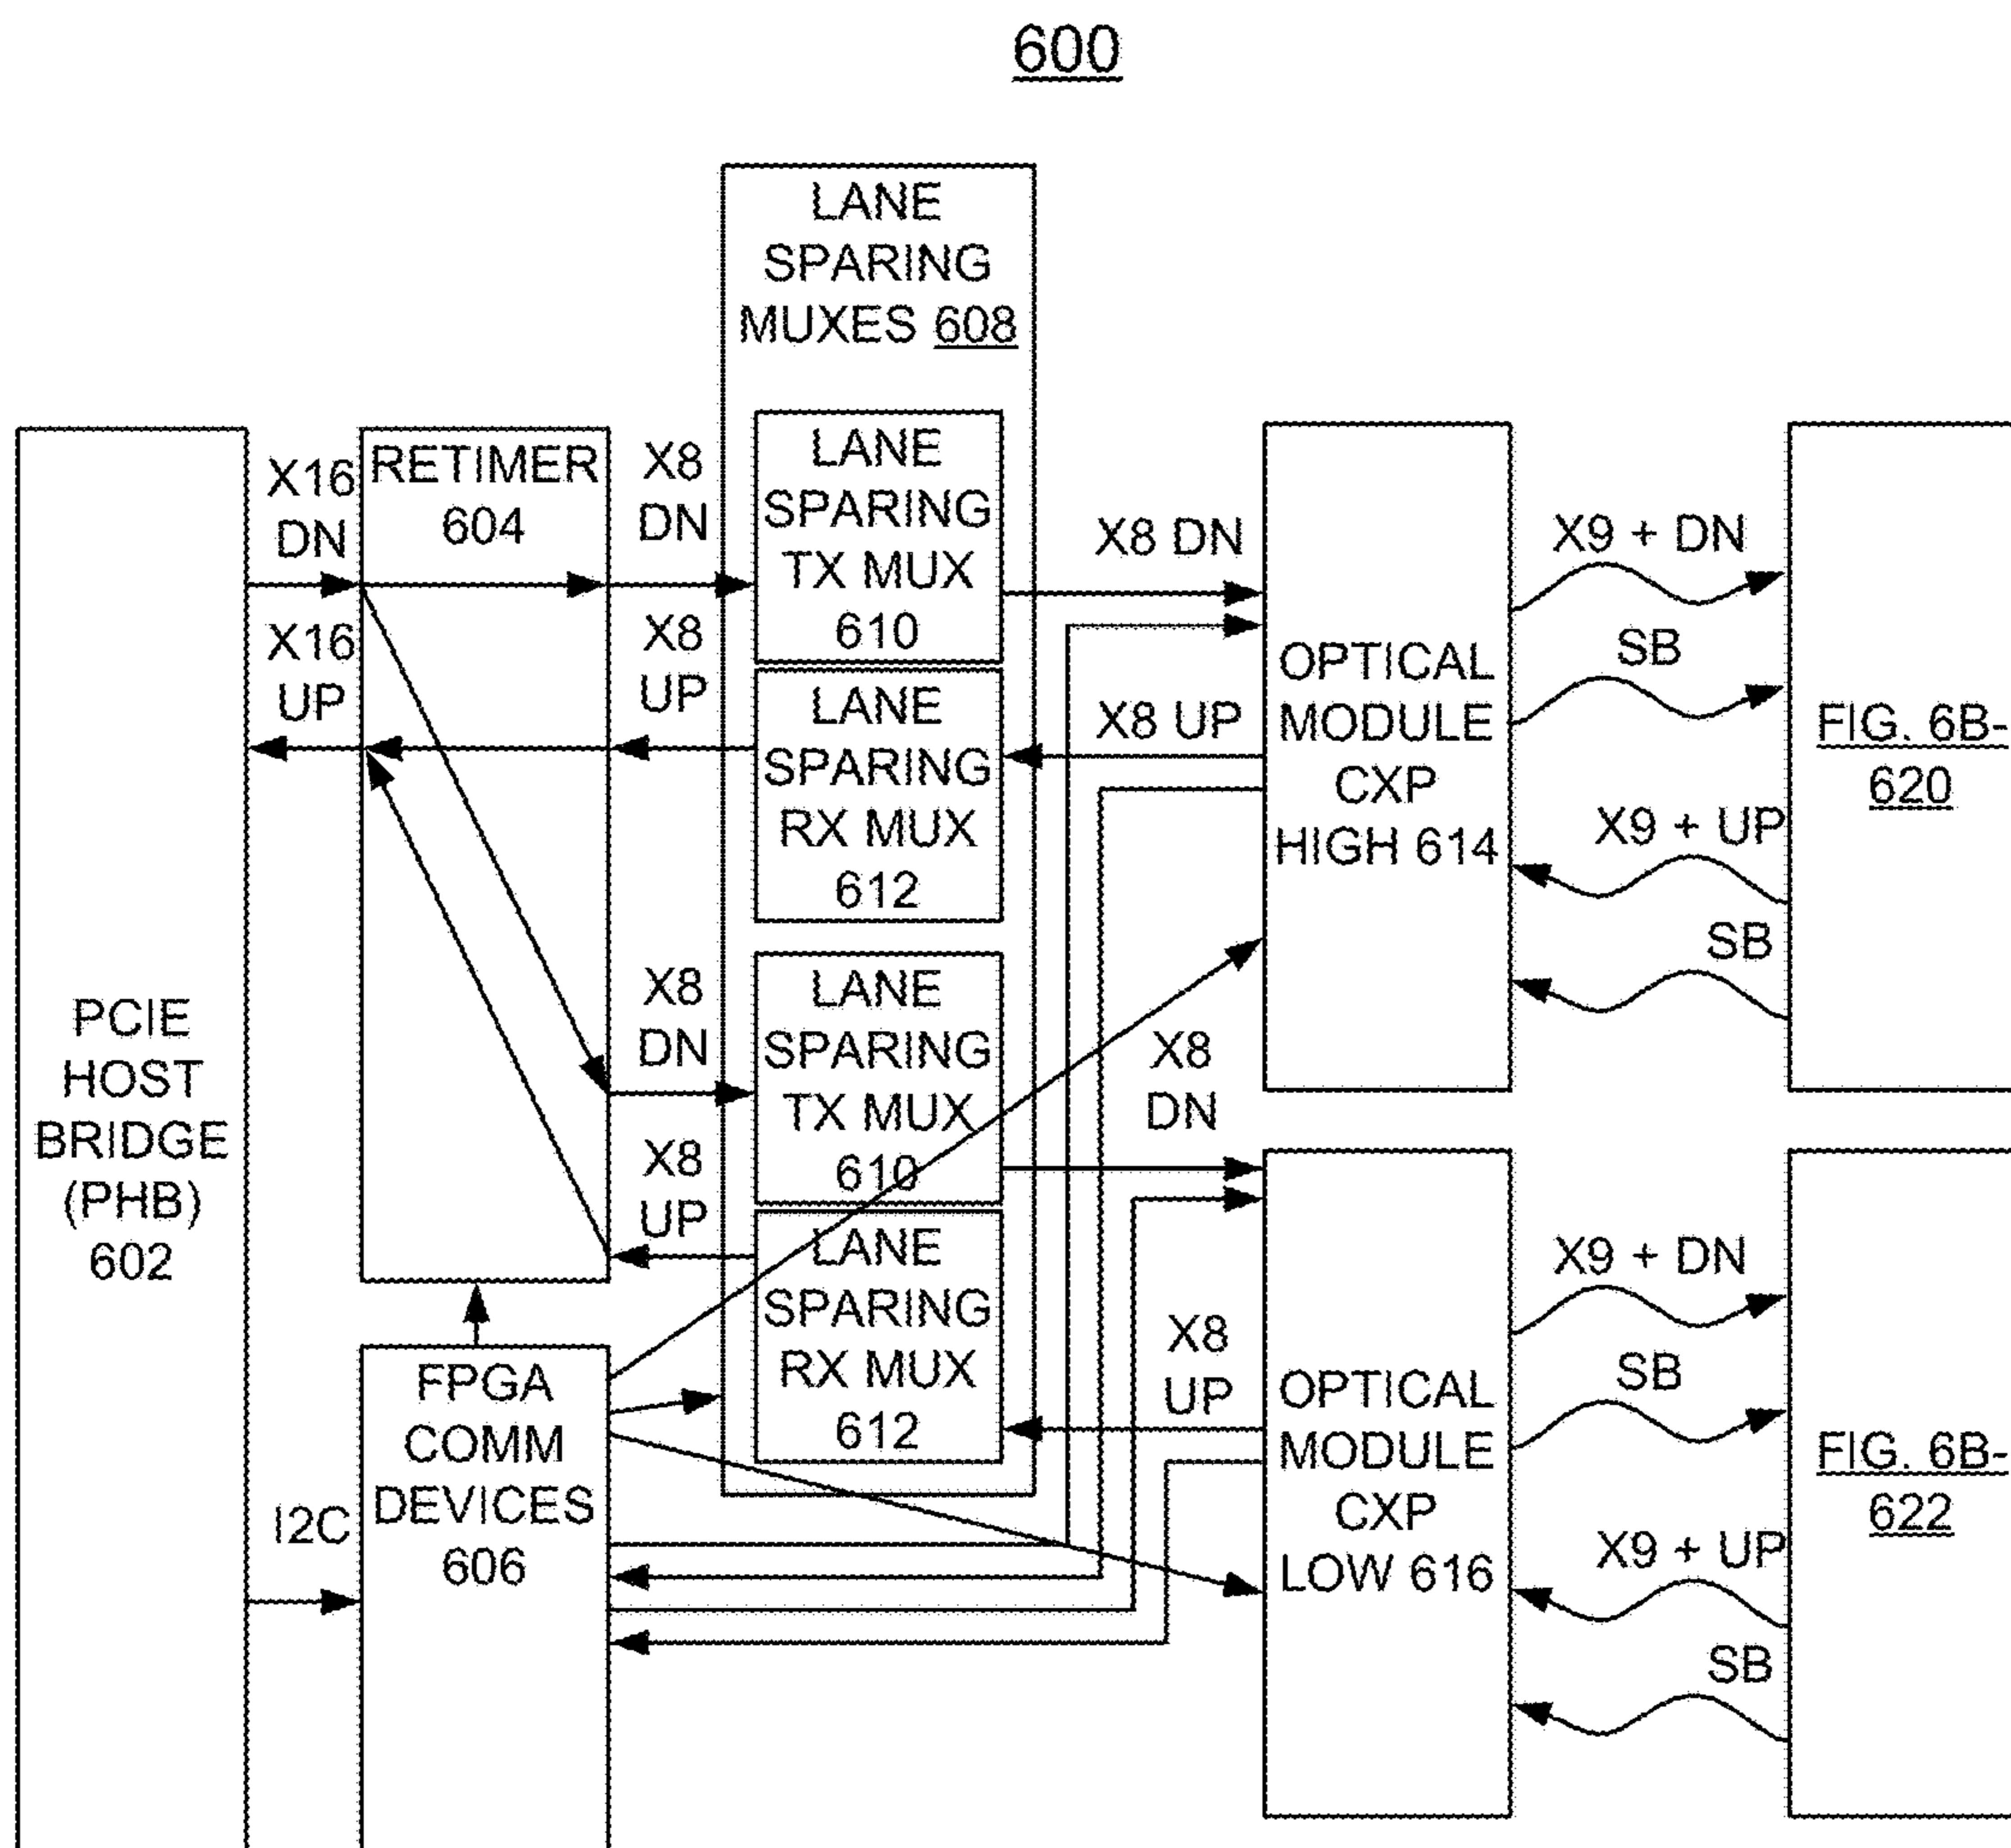 600
LANE
SPARING
MUXES 608
PCIE
HOST
BRIDGE
(PHB)
602
X16
DN
X16
UP
I2C
RETIMER
604
FPGA
COMM
DEVICES
606
X8
DN
X8
UP
X8
DN
X8
UP
LANE
SPARING
TX MUX
610
LANE
SPARING
RX MUX
612
LANE
SPARING
TX MUX
610
LANE
SPARING
RX MUX
612
X8 DN
X8 UP
X8
DN
X8
UP
OPTICAL
MODULE
CXP
HIGH 614
OPTICAL
MODULE
CXP
LOW 616
X9 + DN
SB
X9 + UP
SB
X9 + DN
SB
X9 + UP
SB
FIG. 6B-
620
FIG. 6B-
622